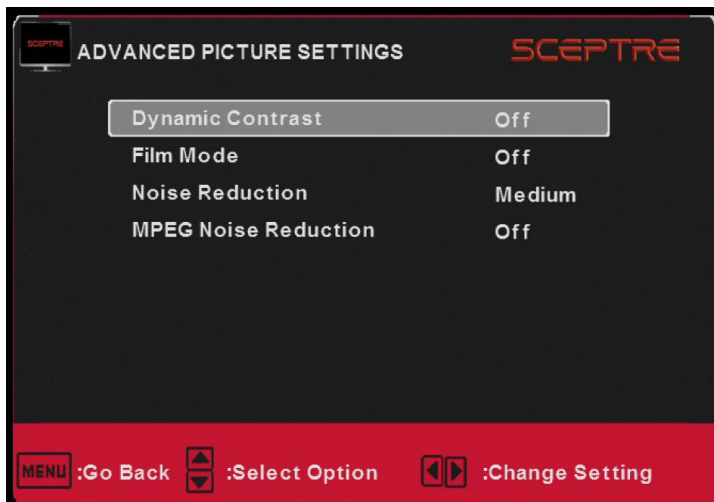 SCEPTRE ADVANCED PICTURE SETTINGS SCEPTRE
Dynamic Contrast Off
Film Mode Off
Noise Reduction Medium
MPEG Noise Reduction Off
MENU :Go Back :Select Option :Change Setting